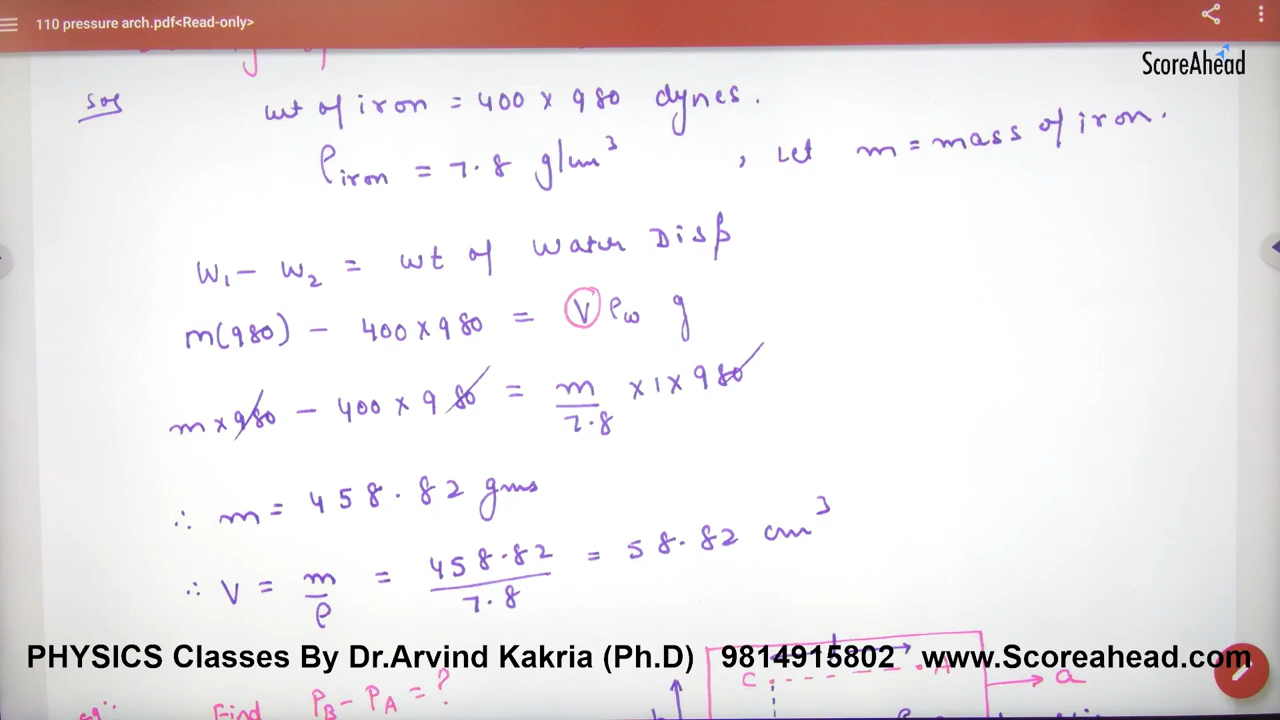 110 pressure arch.pdf<Read-only>
ScoreAhead
Sol wt of iron = 400 × 980 dynes.
ρiron = 7.8 g/cm³ , Let m = mass of iron.
W₁ - W₂ = wt of Water Disp
m(980) - 400 × 980 = V ρw g
m × 980 - 400 × 980 = m/7.8 × 1 × 980
∴ m = 458.82 gms
∴ V = m/ρ = 458.82/7.8 = 58.82 cm³
PHYSICS Classes By Dr.Arvind Kakria (Ph.D) 9814915802 www.Scoreahead.com
C A a
eg:- Find PB - PA = ?
h